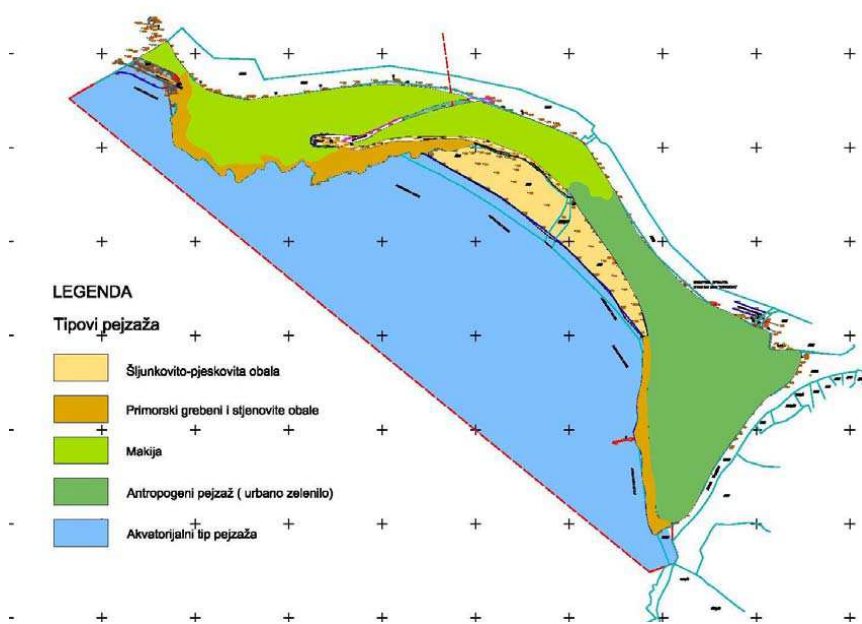 LEGENDA
Tipovi pejzaža
Šljunkovito-pjeskovita obala
Primorski grebeni i stjenovite obale
Makija
Antropogeni pejzaž ( urbano zelenilo)
Akvatorijalni tip pejzaža